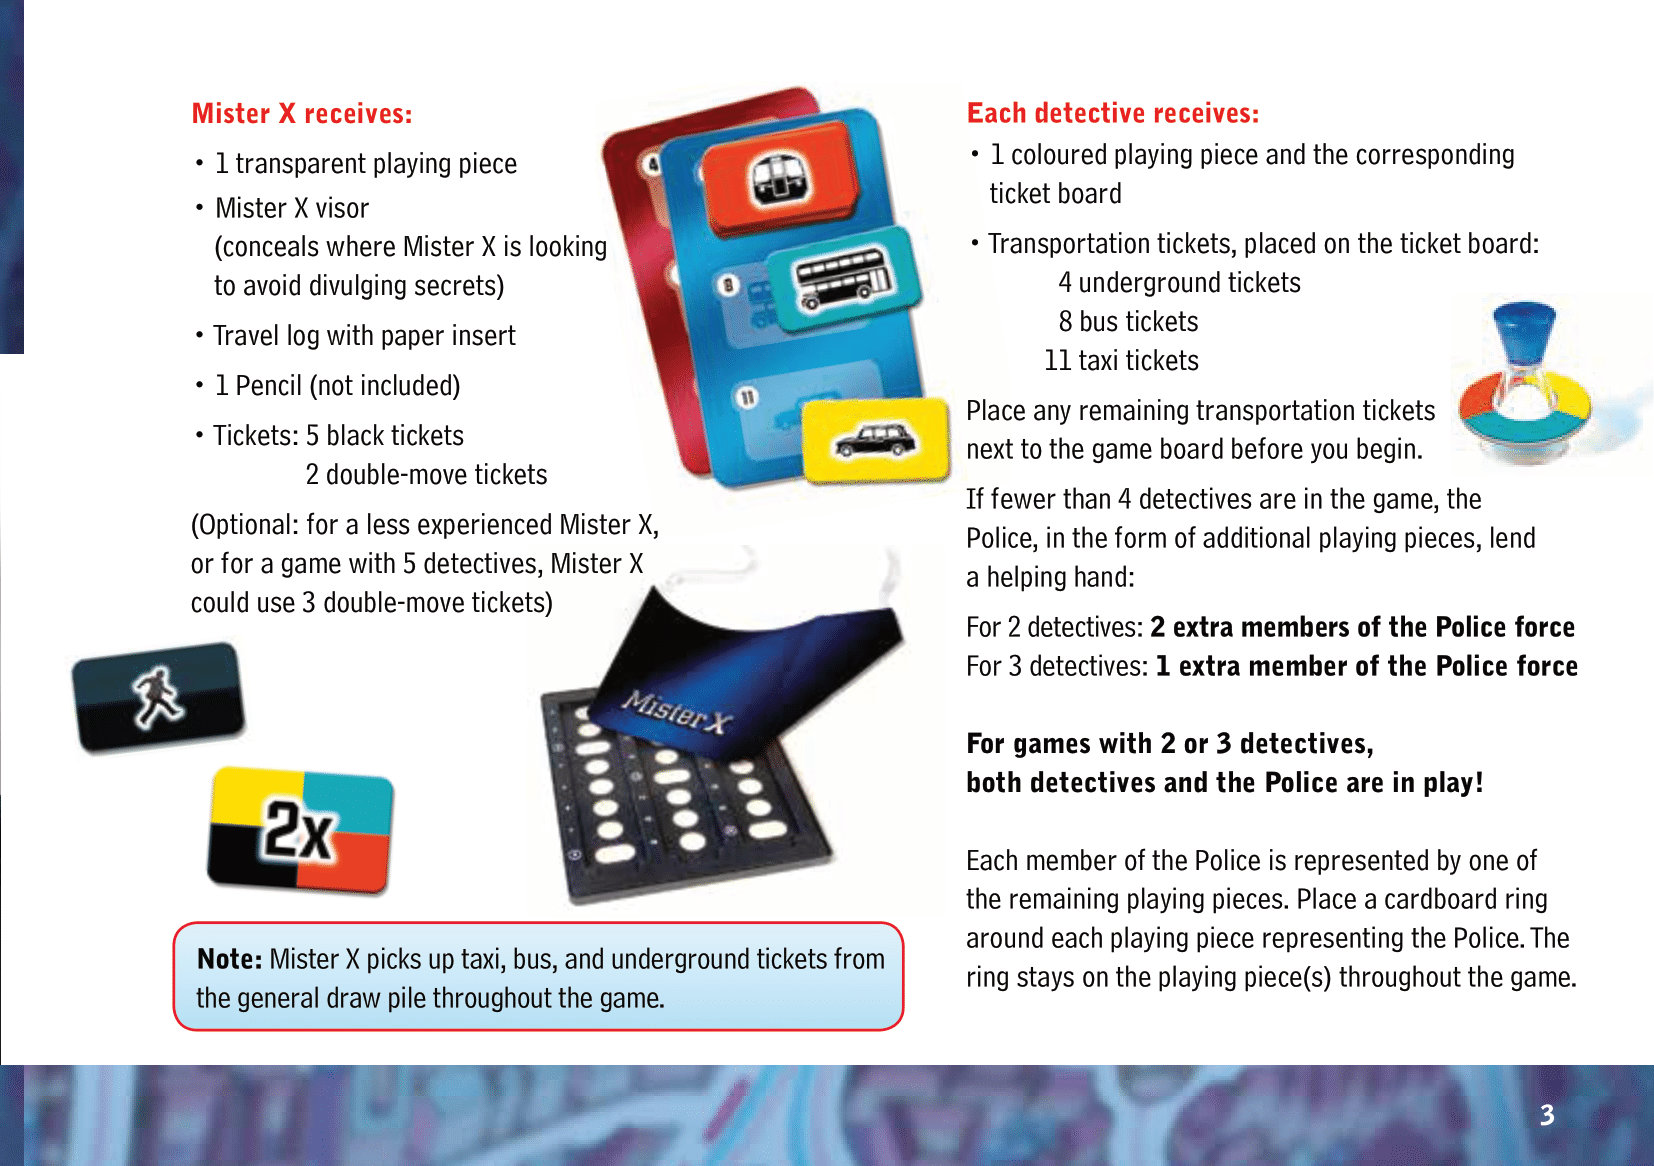 Mister X receives:
• 1 transparent playing piece
• Mister X visor
(conceals where Mister X is looking
to avoid divulging secrets)
• Travel log with paper insert
• 1 Pencil (not included)
• Tickets: 5 black tickets
2 double-move tickets
(Optional: for a less experienced Mister X,
or for a game with 5 detectives, Mister X
could use 3 double-move tickets)
4
8
11
Mister X
2x
Note: Mister X picks up taxi, bus, and underground tickets from
the general draw pile throughout the game.
Each detective receives:
• 1 coloured playing piece and the corresponding
ticket board
• Transportation tickets, placed on the ticket board:
4 underground tickets
8 bus tickets
11 taxi tickets
Place any remaining transportation tickets
next to the game board before you begin.
If fewer than 4 detectives are in the game, the
Police, in the form of additional playing pieces, lend
a helping hand:
For 2 detectives: 2 extra members of the Police force
For 3 detectives: 1 extra member of the Police force
For games with 2 or 3 detectives,
both detectives and the Police are in play!
Each member of the Police is represented by one of
the remaining playing pieces. Place a cardboard ring
around each playing piece representing the Police. The
ring stays on the playing piece(s) throughout the game.
3